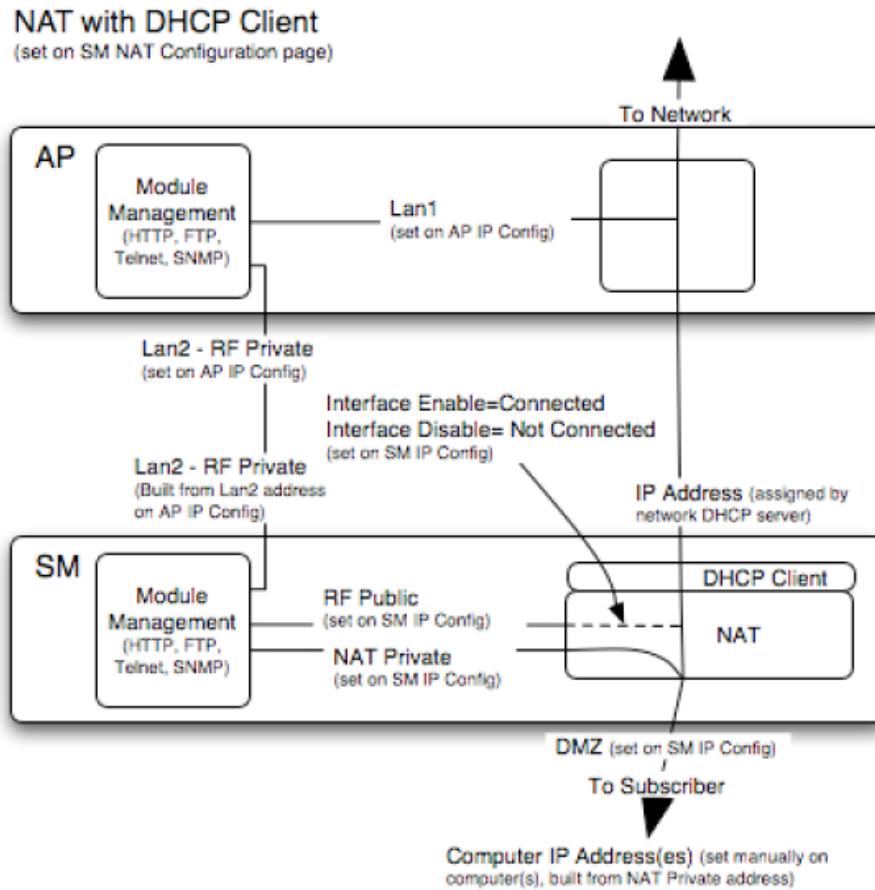 NAT with DHCP Client
(set on SM NAT Configuration page)
To Network
AP
Module
Management
(HTTP, FTP,
Telnet, SNMP)
Lan1
(set on AP IP Config)
Lan2 - RF Private
(set on AP IP Config)
Interface Enable=Connected
Interface Disable= Not Connected
(set on SM IP Config)
Lan2 - RF Private
(Built from Lan2 address
on AP IP Config)
IP Address (assigned by
network DHCP server)
SM
Module
Management
(HTTP, FTP,
Telnet, SNMP)
RF Public
(set on SM IP Config)
NAT Private
(set on SM IP Config)
DHCP Client
NAT
DMZ (set on SM IP Config)
To Subscriber
Computer IP Address(es) (set manually on
computer(s), built from NAT Private address)